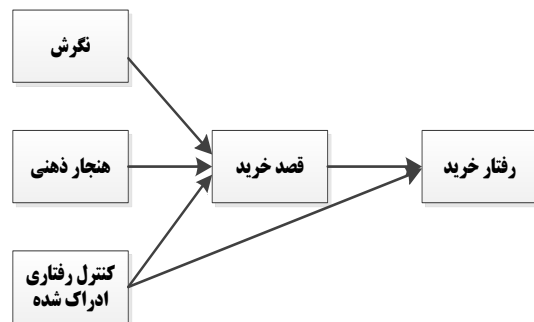 نگرش
هنجار ذهنی
قصد خرید
رفتار خرید
کنترل رفتاری
ادراک شده